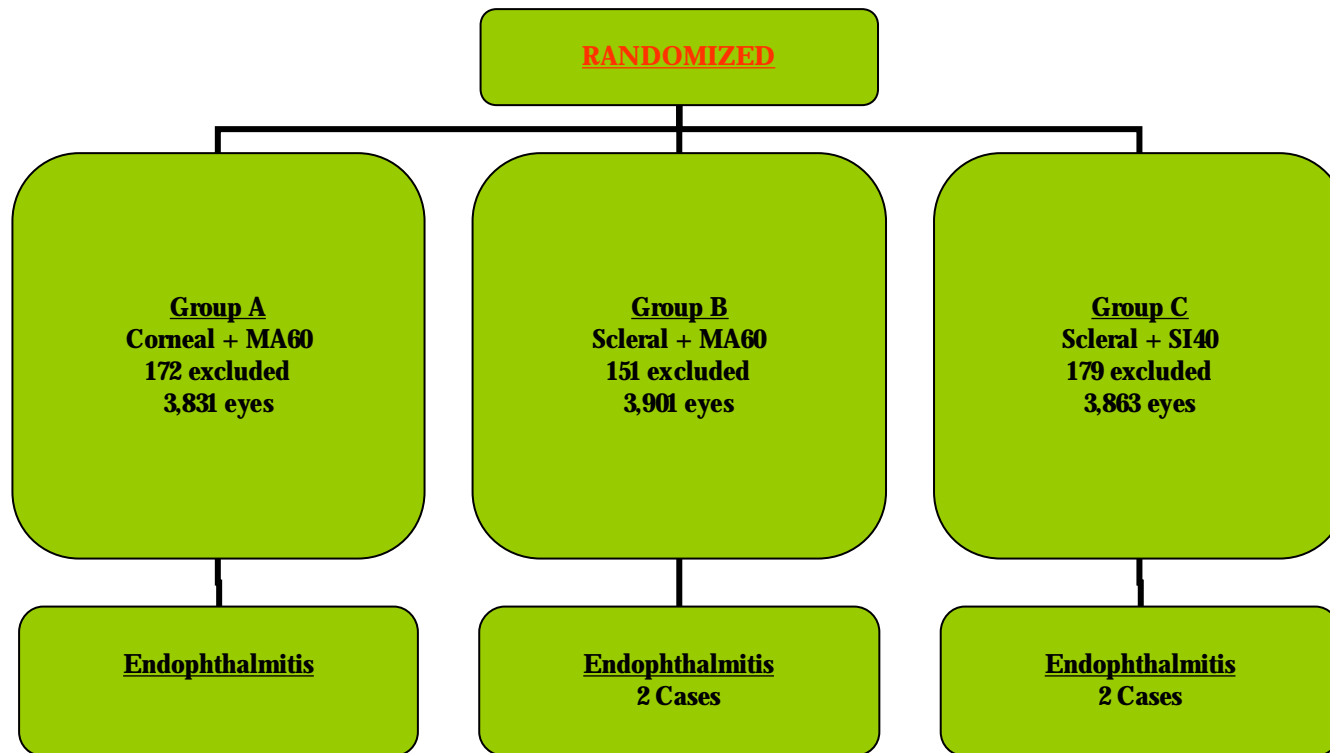 RANDOMIZED
Group A
Corneal + MA60
172 excluded
3,831 eyes
Group B
Scleral + MA60
151 excluded
3,901 eyes
Group C
Scleral + SI40
179 excluded
3,863 eyes
Endophthalmitis
Endophthalmitis
2 Cases
Endophthalmitis
2 Cases